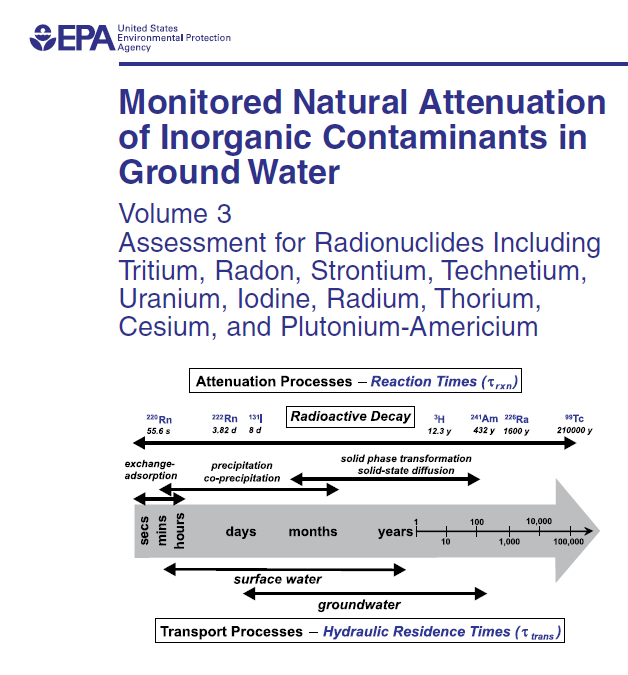 EPA
United States
Environmental Protection
Agency
Monitored Natural Attenuation
of Inorganic Contaminants in
Ground Water
Volume 3
Assessment for Radionuclides Including
Tritium, Radon, Strontium, Technetium,
Uranium, Iodine, Radium, Thorium,
Cesium, and Plutonium-Americium
Attenuation Processes – Reaction Times (τrxn)
220Rn 222Rn 131I Radioactive Decay 3H 241Am 226Ra 99Tc
55.6 s 3.82 d 8 d 12.3 y 432 y 1600 y 210000 y
exchange-
adsorption
precipitation
co-precipitation
solid phase transformation
solid-state diffusion
secs
mins
hours
days months years
1 100 10,000
10 1,000 100,000
surface water
groundwater
Transport Processes – Hydraulic Residence Times (τtrans)